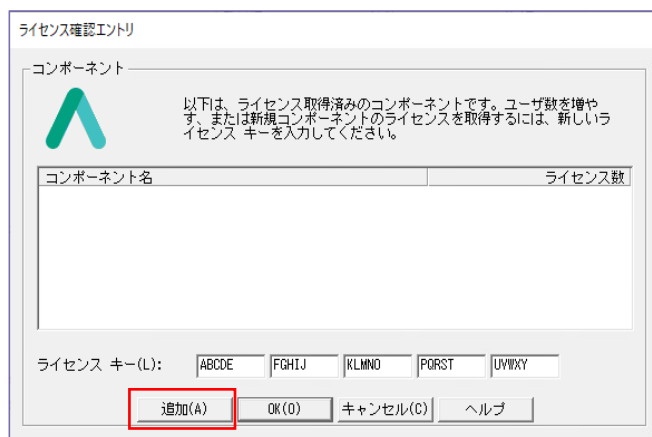 ライセンス確認エントリ
コンポーネント
以下は、ライセンス取得済みのコンポーネントです。ユーザ数を増や
す、または新規コンポーネントのライセンスを取得するには、新しいラ
イセンス キーを入力してください。
コンポーネント名 ライセンス数
ライセンス キー(L): ABCDE FGHIJ KLMNO PQRST UVWXY
追加(A) OK(O) キャンセル(C) ヘルプ